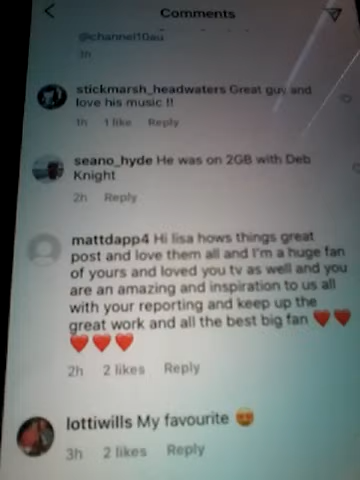 Comments
@channel10au
1h
stickmarsh_headwaters Great guy and
love his music !!
1h 1 like Reply
seano_hyde He was on 2GB with Deb
Knight
2h Reply
mattdapp4 Hi lisa hows things great
post and love them all and I'm a huge fan
of yours and loved you tv as well and you
are an amazing and inspiration to us all
with your reporting and keep up the
great work and all the best big fan ❤️❤️
❤️❤️❤️
2h 2 likes Reply
lottiwills My favourite 😍
3h 2 likes Reply